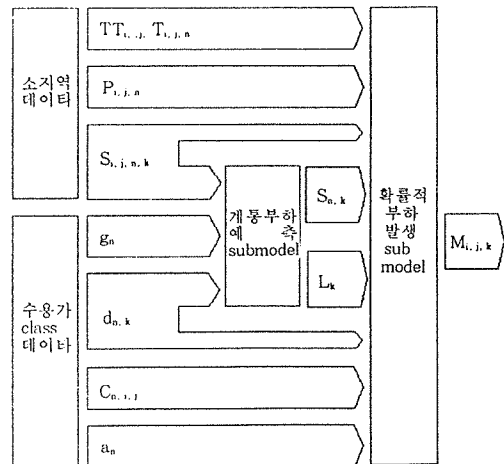 소지역
데이타
TT_{i, j}, T_{i, j, n}
P_{i, j, n}
S_{i, j, n, k}
수용가
class
데이타
g_n
d_{n, k}
C_{n, i, j}
a_n
계통부하
예 측
submodel
S_{n, k}
L_k
확률적
부하
발생
sub
model
M_{i, j, k}